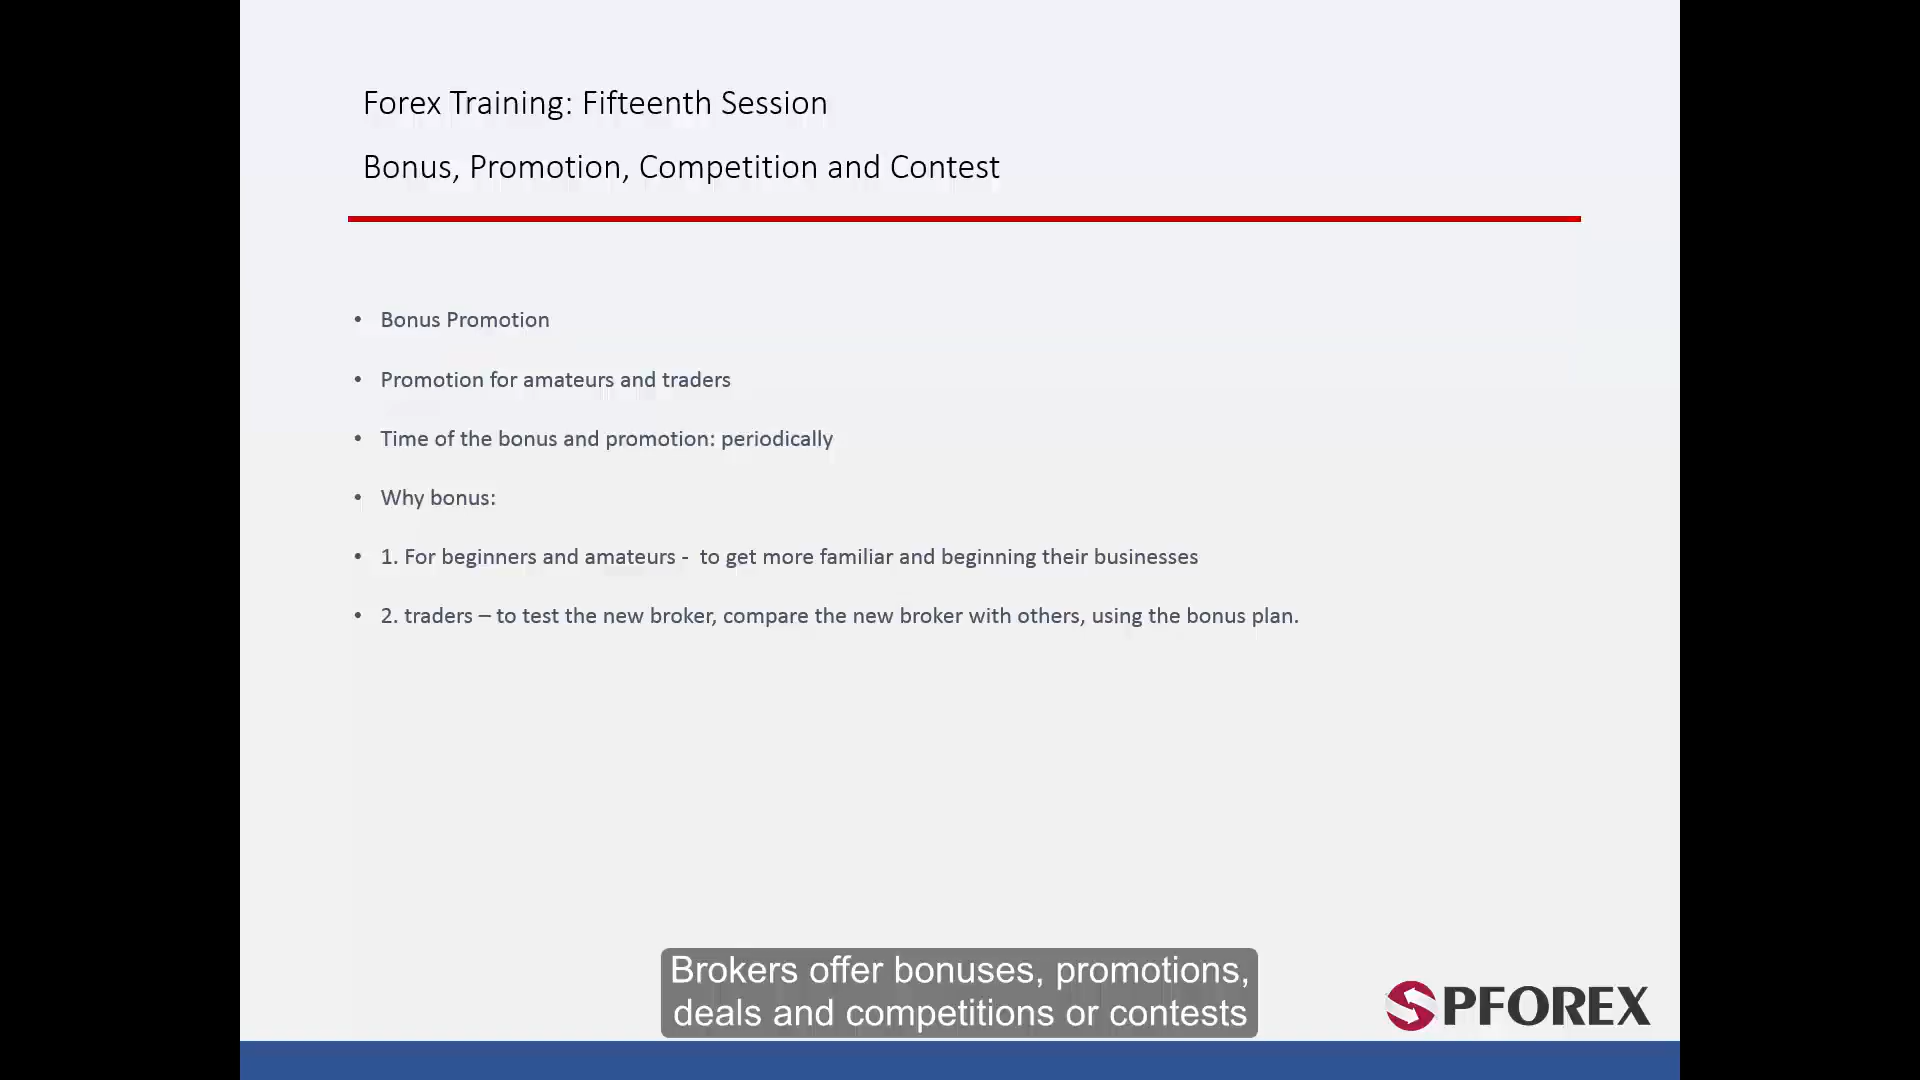 Forex Training: Fifteenth Session
Bonus, Promotion, Competition and Contest
• Bonus Promotion
• Promotion for amateurs and traders
• Time of the bonus and promotion: periodically
• Why bonus:
• 1. For beginners and amateurs -  to get more familiar and beginning their businesses
• 2. traders – to test the new broker, compare the new broker with others, using the bonus plan.
Brokers offer bonuses, promotions,
deals and competitions or contests
PFOREX